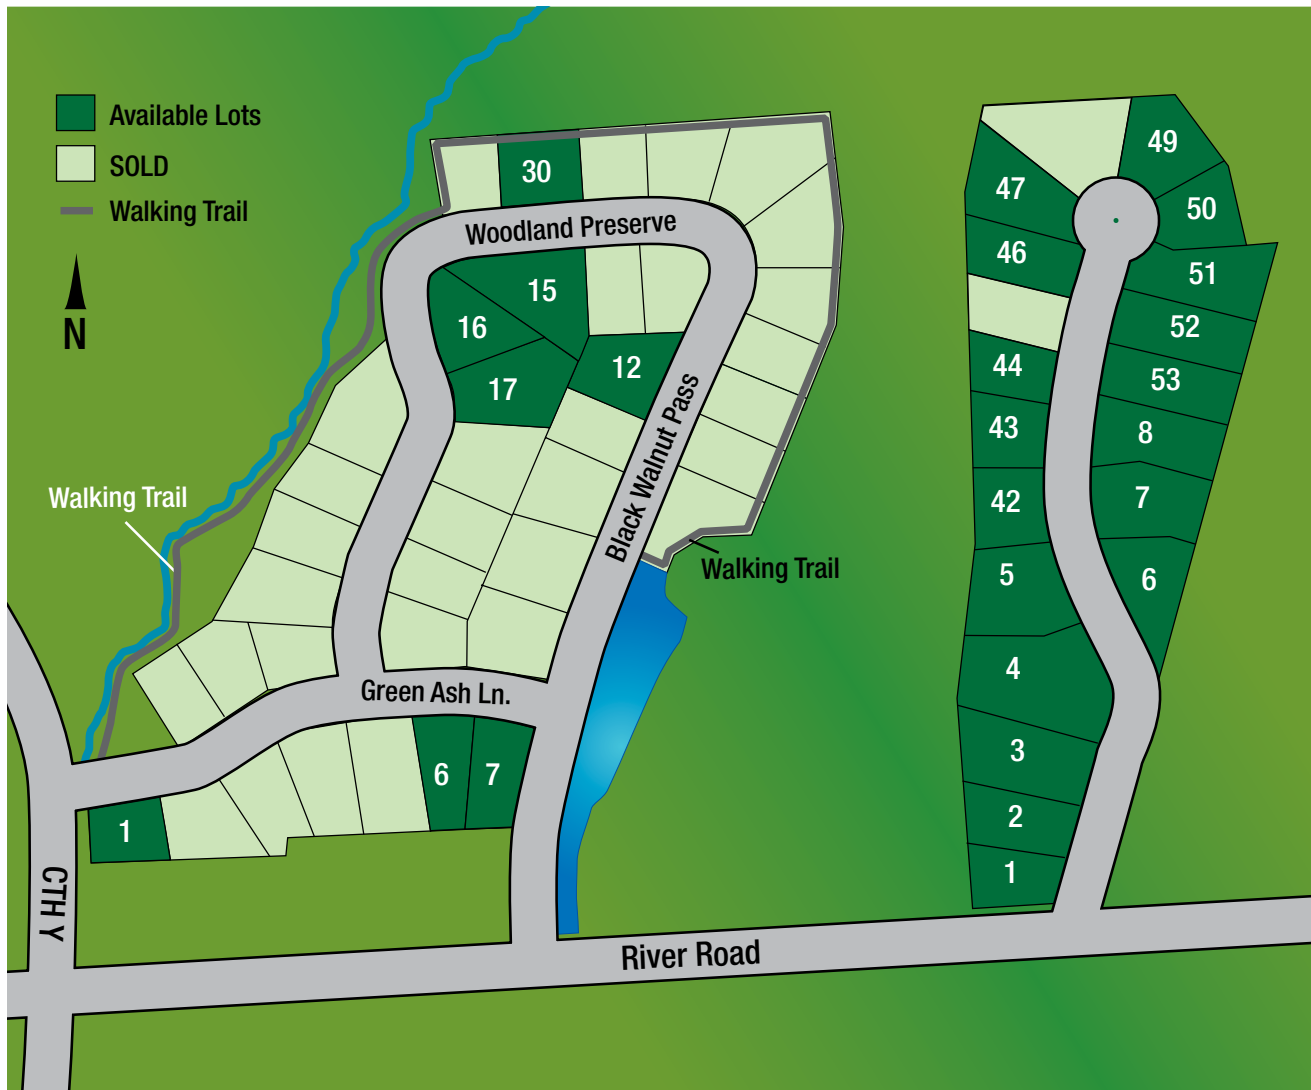 Available Lots
SOLD
Walking Trail
N
30
Woodland Preserve
15
16
12
17
Black Walnut Pass
Walking Trail
Walking Trail
Green Ash Ln.
6
7
1
CTH Y
River Road
49
47
50
46
51
52
44
53
43
8
42
7
5
6
4
3
2
1